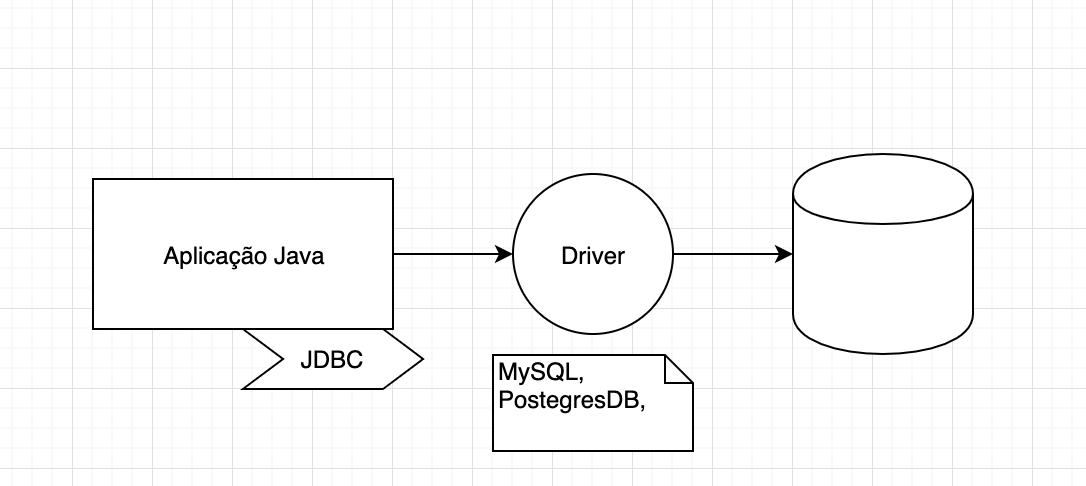 Aplicação Java
Driver
JDBC
MySQL,
PostegresDB,